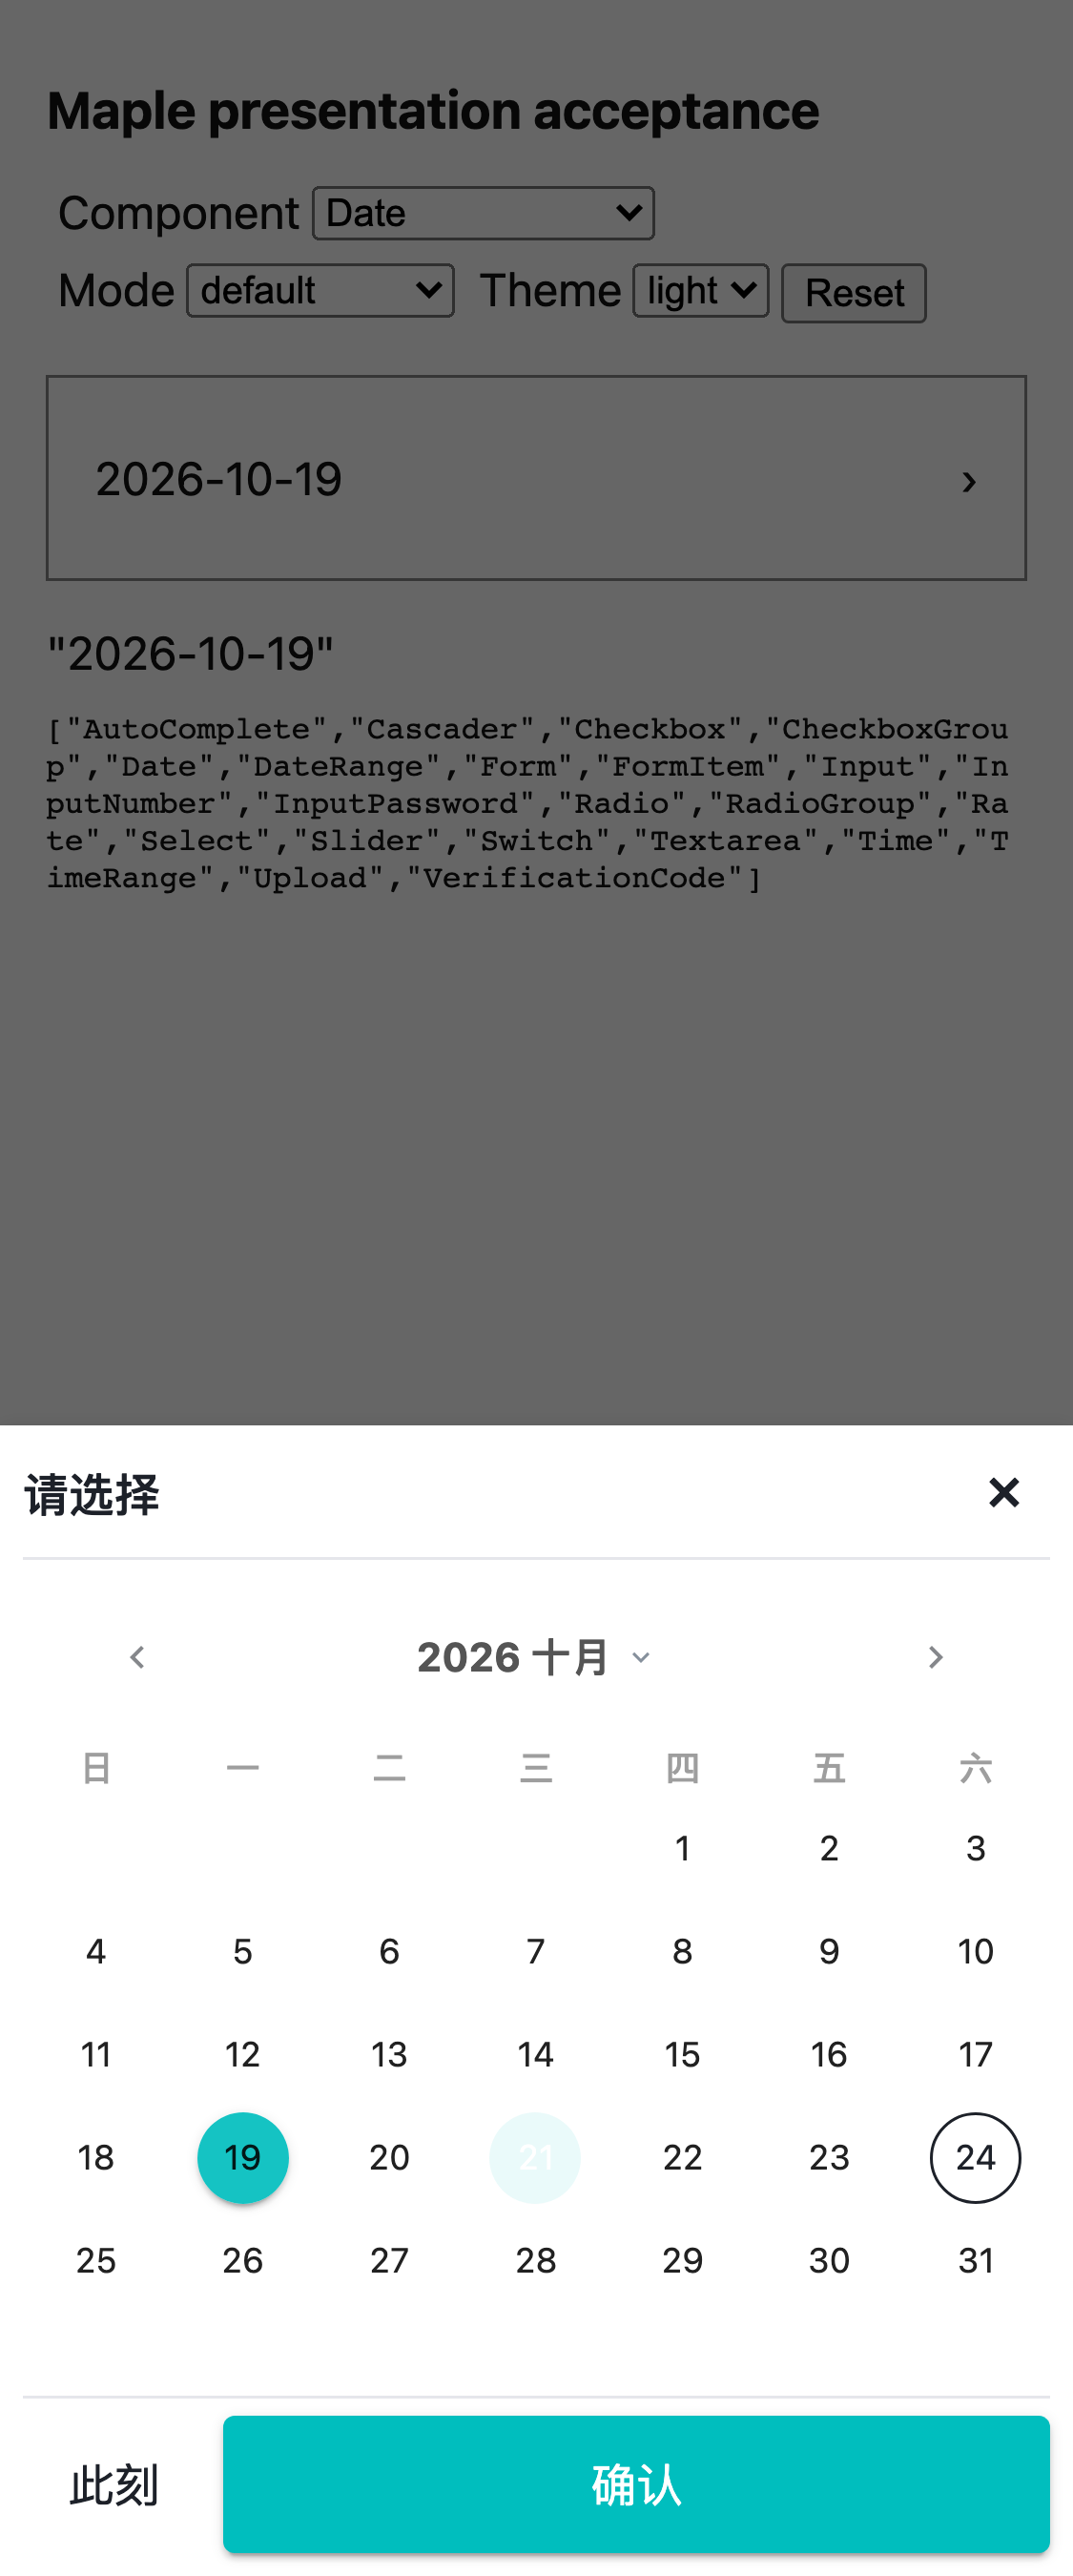 Maple presentation acceptance
Component Date
Mode default Theme light Reset
2026-10-19 ›
"2026-10-19"
["AutoComplete","Cascader","Checkbox","CheckboxGrou
p","Date","DateRange","Form","FormItem","Input","In
putNumber","InputPassword","Radio","RadioGroup","Ra
te","Select","Slider","Switch","Textarea","Time","T
imeRange","Upload","VerificationCode"]
请选择
2026 十月
日 一 二 三 四 五 六
1 2 3
4 5 6 7 8 9 10
11 12 13 14 15 16 17
18 19 20 21 22 23 24
25 26 27 28 29 30 31
此刻 确认